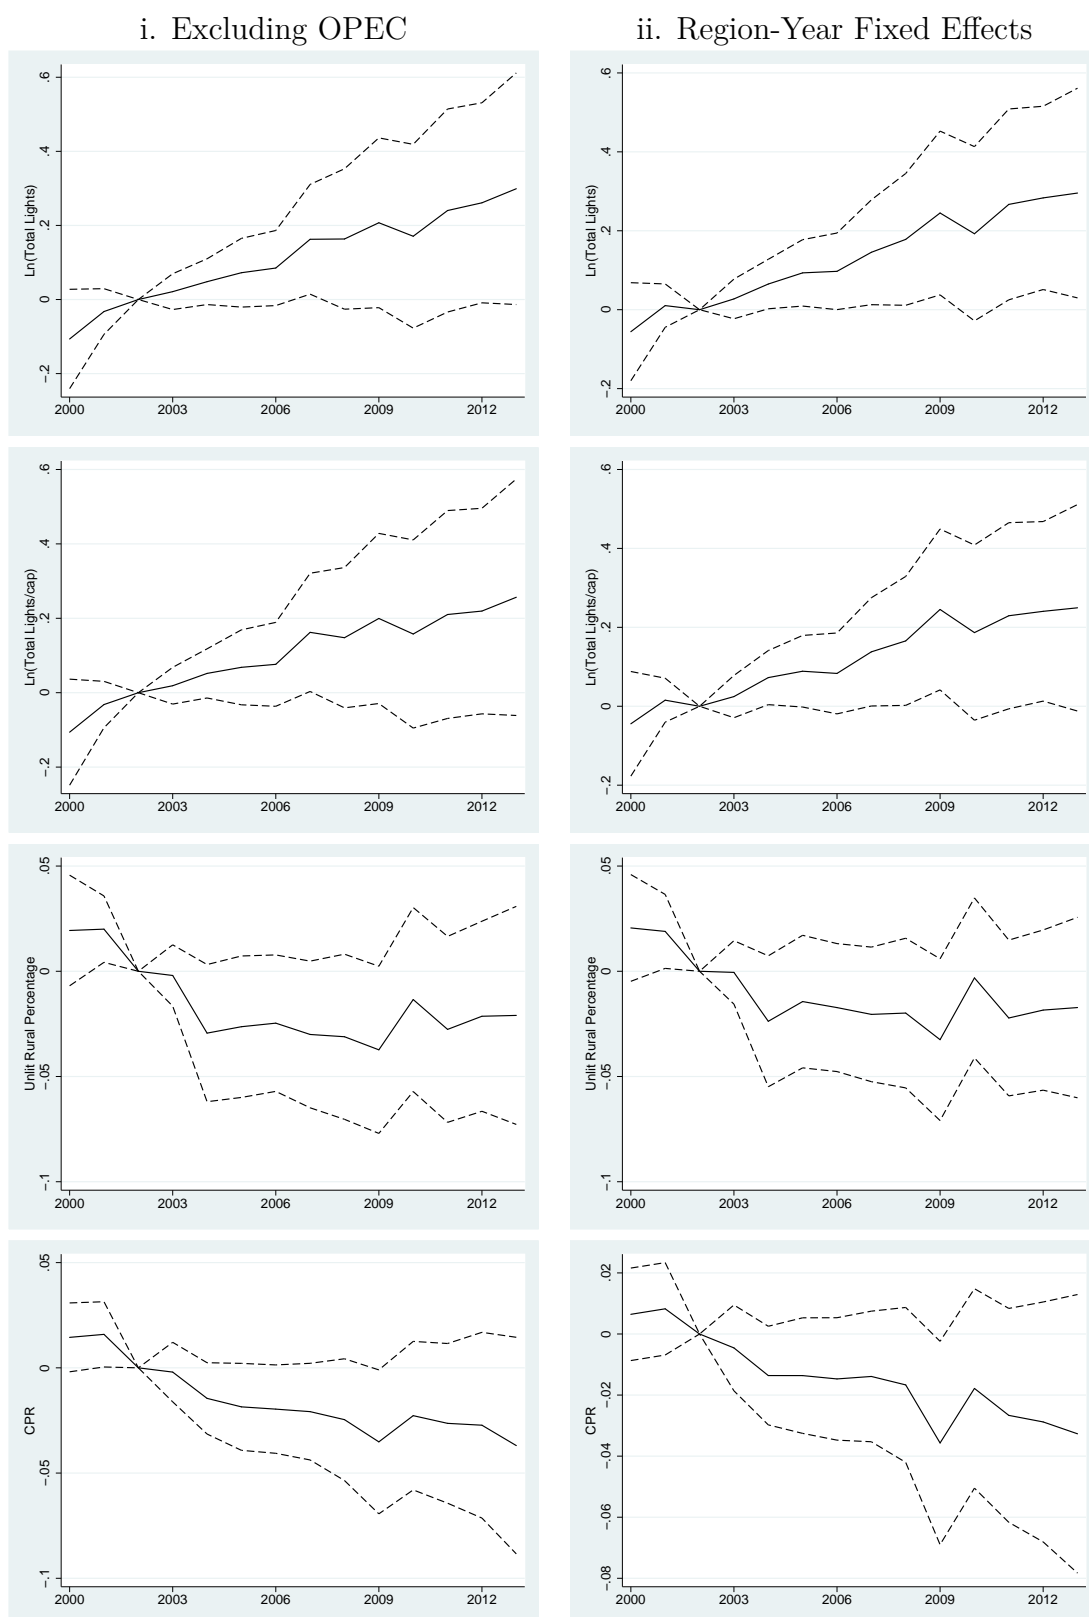 i. Excluding OPEC
ii. Region-Year Fixed Effects
Ln(Total Lights)
.6
.4
.2
0
-.2
2000 2003 2006 2009 2012
Ln(Total Lights)
.6
.4
.2
0
-.2
2000 2003 2006 2009 2012
Ln(Total Lights/cap)
.6
.4
.2
0
-.2
2000 2003 2006 2009 2012
Ln(Total Lights/cap)
.6
.4
.2
0
-.2
2000 2003 2006 2009 2012
Unlit Rural Percentage
.05
0
-.05
-.1
2000 2003 2006 2009 2012
Unlit Rural Percentage
.05
0
-.05
-.1
2000 2003 2006 2009 2012
CPR
.05
0
-.05
-.1
2000 2003 2006 2009 2012
CPR
.02
0
-.02
-.04
-.06
-.08
2000 2003 2006 2009 2012